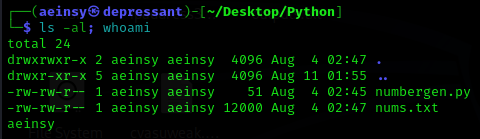 ┌──(aeinsy㉿depressant)-[~/Desktop/Python]
└─$ ls -al; whoami
total 24
drwxrwxr-x 2 aeinsy aeinsy  4096 Aug  4 02:47 .
drwxr-xr-x 5 aeinsy aeinsy  4096 Aug 11 01:55 ..
-rw-rw-r-- 1 aeinsy aeinsy    51 Aug  4 02:45 numbergen.py
-rw-rw-r-- 1 aeinsy aeinsy 12000 Aug  4 02:47 nums.txt
aeinsy